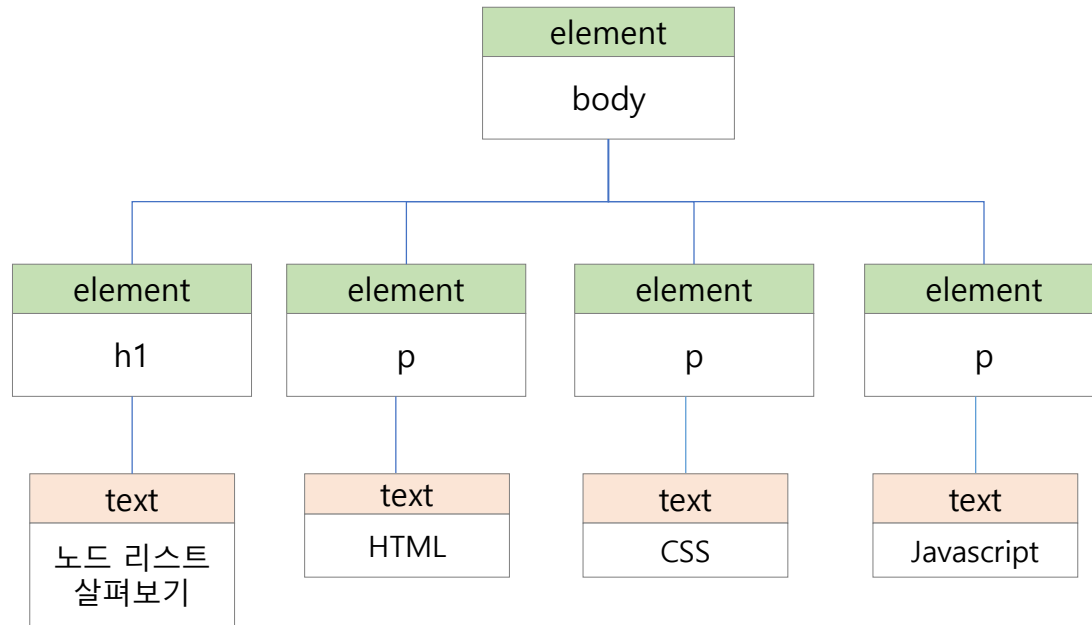 element
body
element
h1
element
p
element
p
element
p
text
노드 리스트
살펴보기
text
HTML
text
CSS
text
Javascript